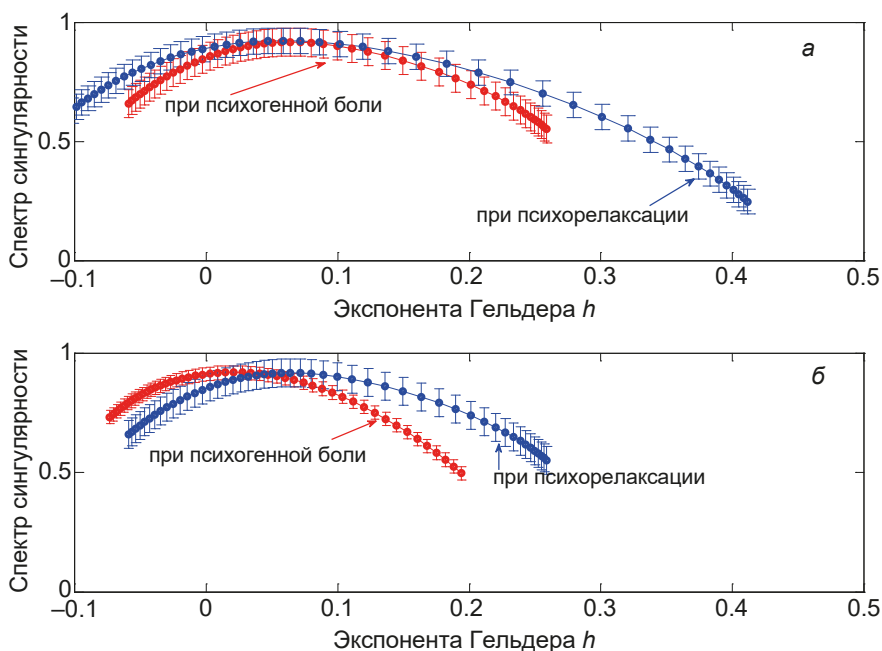 1
а
при психогенной боли
Спектр сингулярности
0.5
при психорелаксации
0
–0.1 0 0.1 0.2 0.3 0.4 0.5
Экспонента Гельдера h
1
б
Спектр сингулярности
при психогенной боли
при психорелаксации
0.5
0
–0.1 0 0.1 0.2 0.3 0.4 0.5
Экспонента Гельдера h